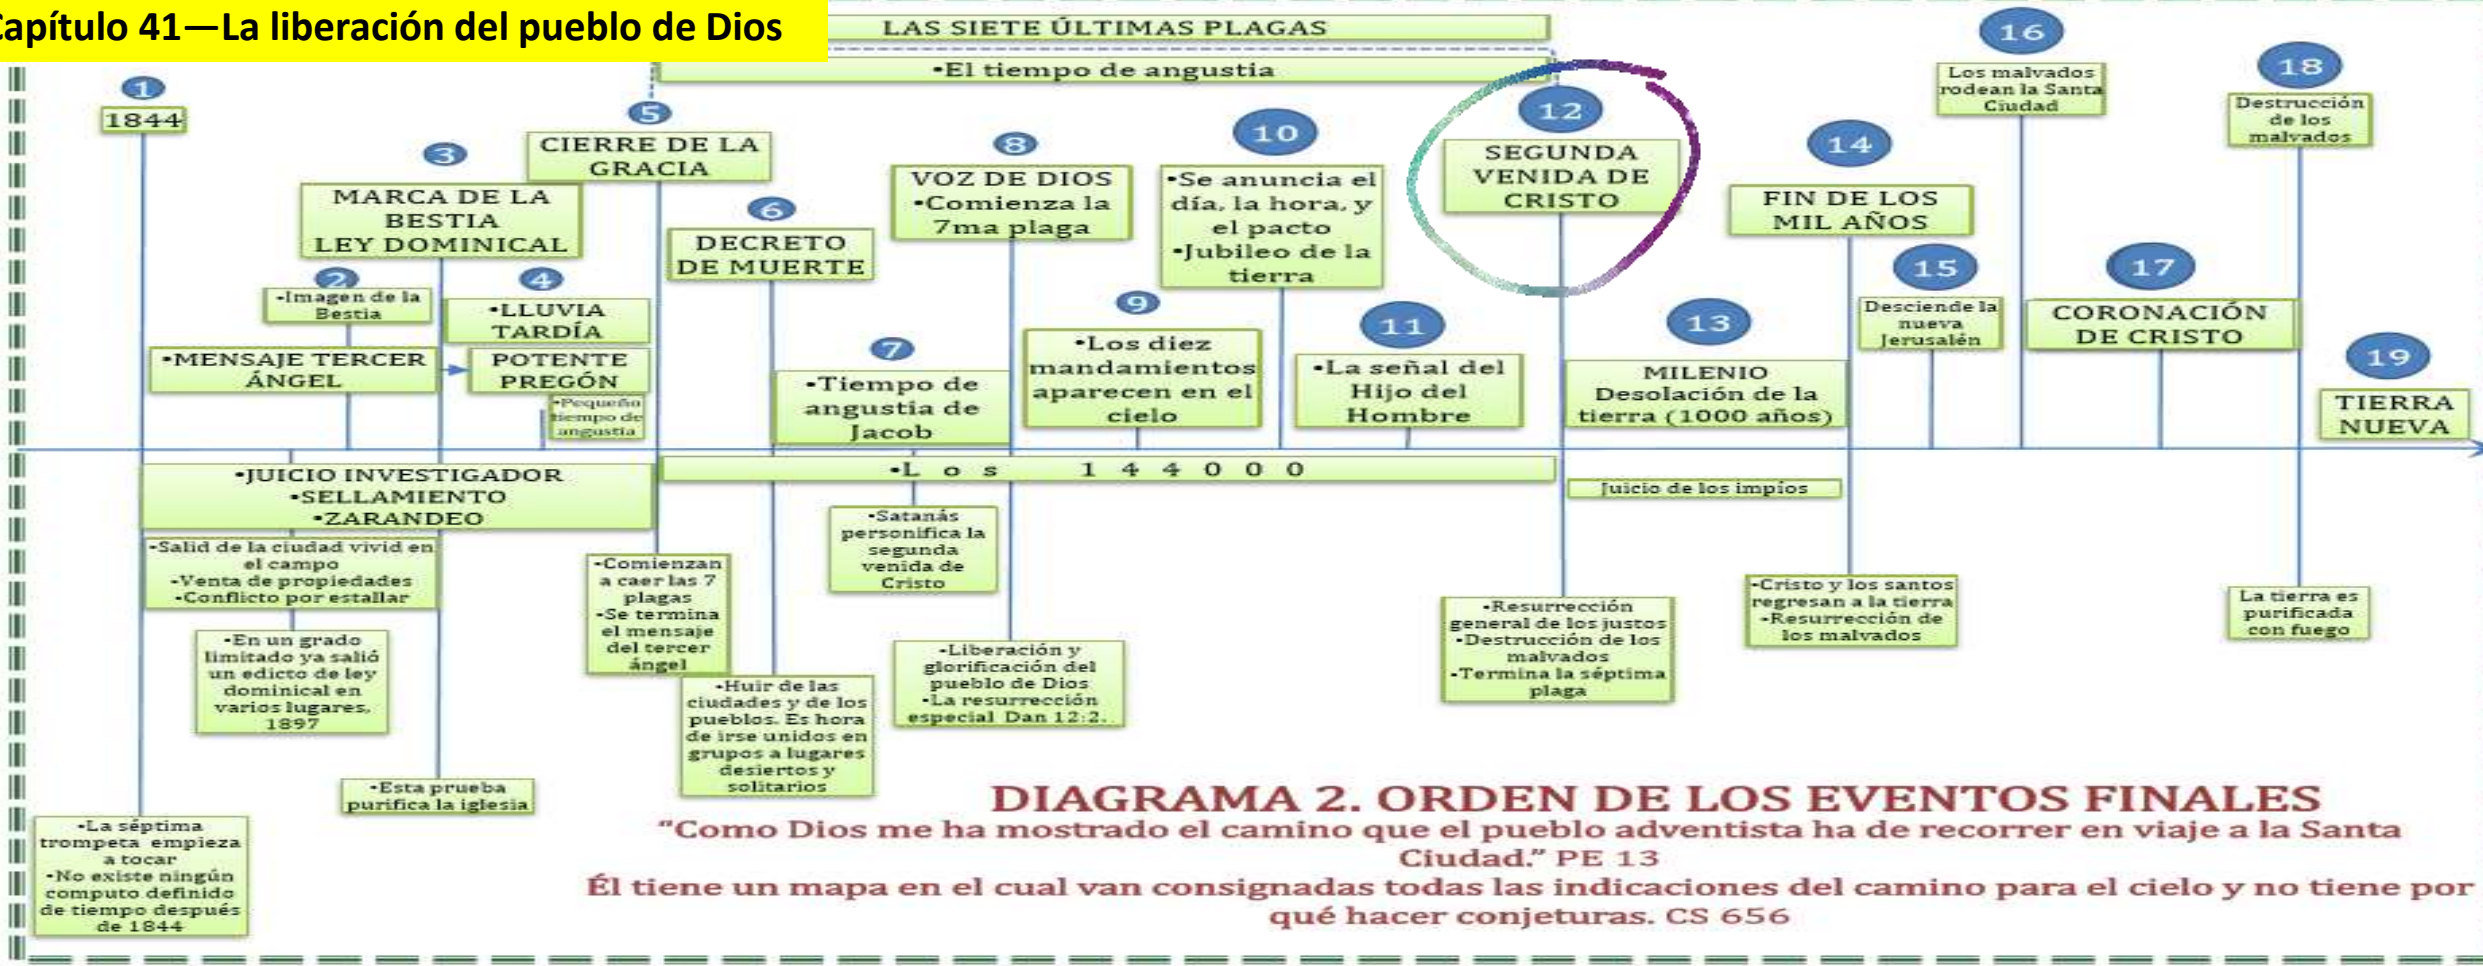 Capítulo 41—La liberación del pueblo de Dios
LAS SIETE ÚLTIMAS PLAGAS
•El tiempo de angustia
1
1844
2
•Imagen de la
Bestia
•MENSAJE TERCER
ÁNGEL
3
MARCA DE LA
BESTIA
LEY DOMINICAL
4
•LLUVIA
TARDÍA
POTENTE
PREGÓN
•Pequeño
tiempo de
angustia
5
CIERRE DE LA
GRACIA
6
DECRETO
DE MUERTE
7
•Tiempo de
angustia de
Jacob
8
VOZ DE DIOS
•Comienza la
7ma plaga
9
•Los diez
mandamientos
aparecen en el
cielo
10
•Se anuncia el
día, la hora, y
el pacto
•Jubileo de la
tierra
11
•La señal del
Hijo del
Hombre
12
SEGUNDA
VENIDA DE
CRISTO
13
MILENIO
Desolación de la
tierra (1000 años)
14
FIN DE LOS
MIL AÑOS
15
Desciende la
nueva
Jerusalén
16
Los malvados
rodean la Santa
Ciudad
17
CORONACIÓN
DE CRISTO
18
Destrucción
de los
malvados
19
TIERRA
NUEVA
•JUICIO INVESTIGADOR
•SELLAMIENTO
•ZARANDEO
•Los 144000
Juicio de los impíos
•Salid de la ciudad vivid en
el campo
•Venta de propiedades
•Conflicto por estallar
•En un grado
limitado ya salió
un edicto de ley
dominical en
varios lugares,
1897
•Esta prueba
purifica la iglesia
•La séptima
trompeta empieza
a tocar
•No existe ningún
computo definido
de tiempo después
de 1844
•Comienzan
a caer las 7
plagas
•Se termina
el mensaje
del tercer
ángel
•Huir de las
ciudades y de los
pueblos. Es hora
de irse unidos en
grupos a lugares
desiertos y
solitarios
•Satanás
personifica la
segunda
venida de
Cristo
•Liberación y
glorificación del
pueblo de Dios
•La resurrección
especial Dan 12:2.
•Resurrección
general de los justos
•Destrucción de los
malvados
•Termina la séptima
plaga
•Cristo y los santos
regresan a la tierra
•Resurrección de
los malvados
La tierra es
purificada
con fuego
DIAGRAMA 2. ORDEN DE LOS EVENTOS FINALES
“Como Dios me ha mostrado el camino que el pueblo adventista ha de recorrer en viaje a la Santa
Ciudad.” PE 13
Él tiene un mapa en el cual van consignadas todas las indicaciones del camino para el cielo y no tiene por
qué hacer conjeturas. CS 656